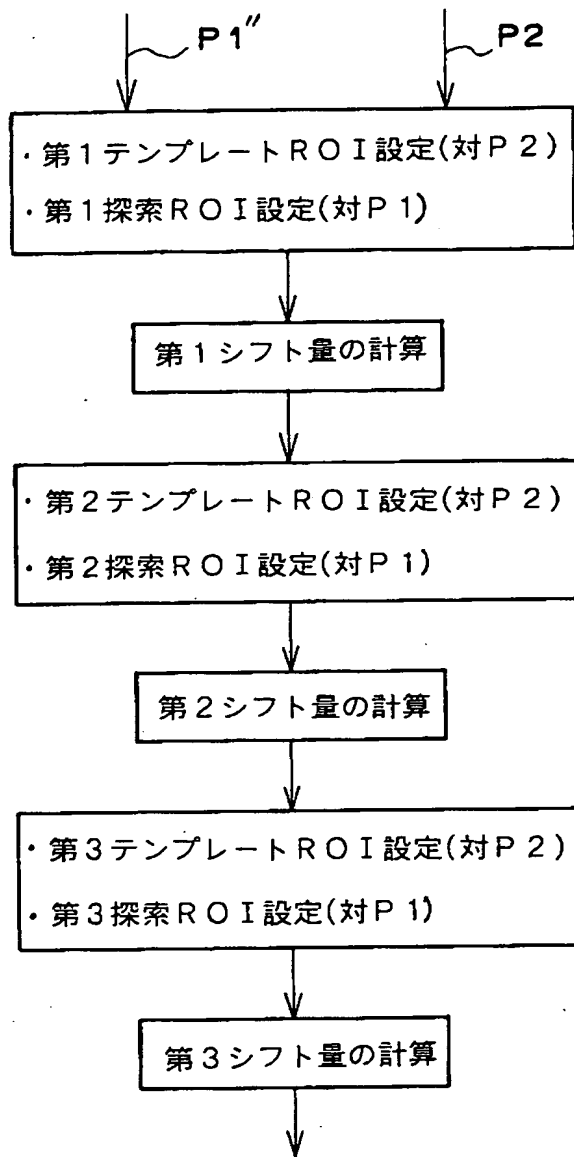 P1″ P2
・第1テンプレートROI設定(対P2)
・第1探索ROI設定(対P1)
第1シフト量の計算
・第2テンプレートROI設定(対P2)
・第2探索ROI設定(対P1)
第2シフト量の計算
・第3テンプレートROI設定(対P2)
・第3探索ROI設定(対P1)
第3シフト量の計算